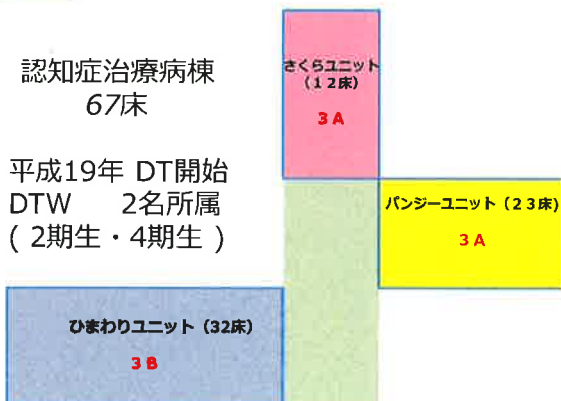 認知症治療病棟
67床
平成19年 DT開始
DTW 2名所属
( 2期生・4期生 )
さくらユニット
(12床)
3A
パンジーユニット(23床)
3A
ひまわりユニット(32床)
3B